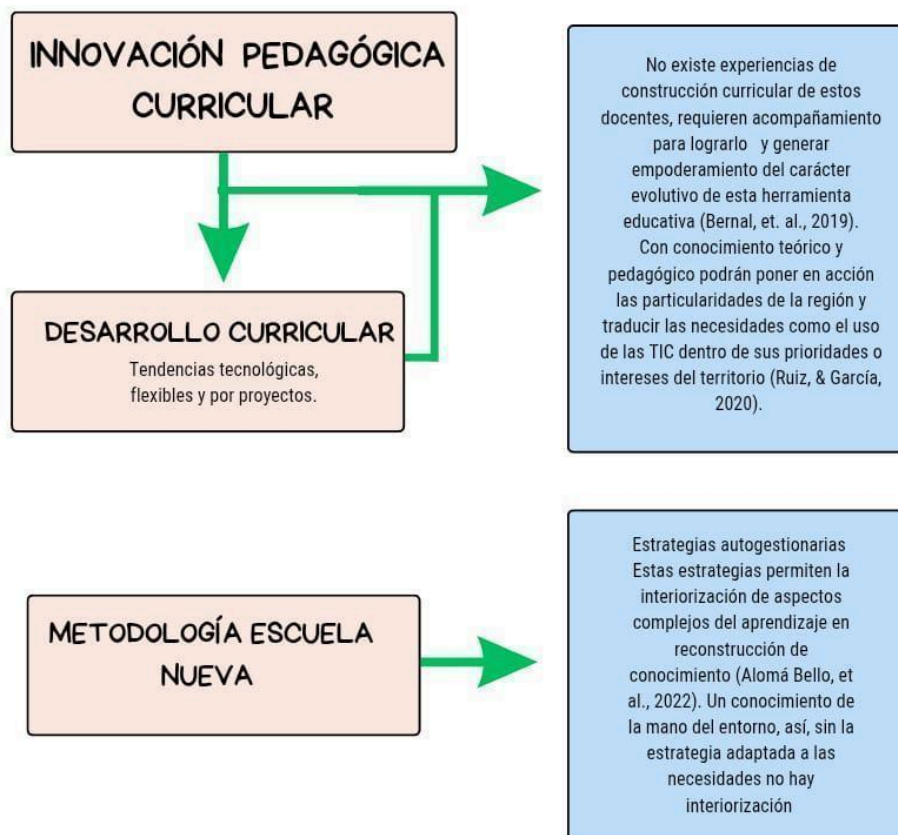 INNOVACIÓN PEDAGÓGICA
CURRICULAR
No existe experiencias de
construcción curricular de estos
docentes, requieren acompañamiento
para lograrlo y generar
empoderamiento del carácter
evolutivo de esta herramienta
educativa (Bernal, et. al., 2019).
Con conocimiento teórico y
pedagógico podrán poner en acción
las particularidades de la región y
traducir las necesidades como el uso
de las TIC dentro de sus prioridades o
intereses del territorio (Ruiz, & García,
2020).
DESARROLLO CURRICULAR
Tendencias tecnológicas,
flexibles y por proyectos.
METODOLOGÍA ESCUELA
NUEVA
Estrategias autogestionarias
Estas estrategias permiten la
interiorización de aspectos
complejos del aprendizaje en
reconstrucción de
conocimiento (Alomá Bello, et
al., 2022). Un conocimiento de
la mano del entorno, así, sin la
estrategia adaptada a las
necesidades no hay
interiorización